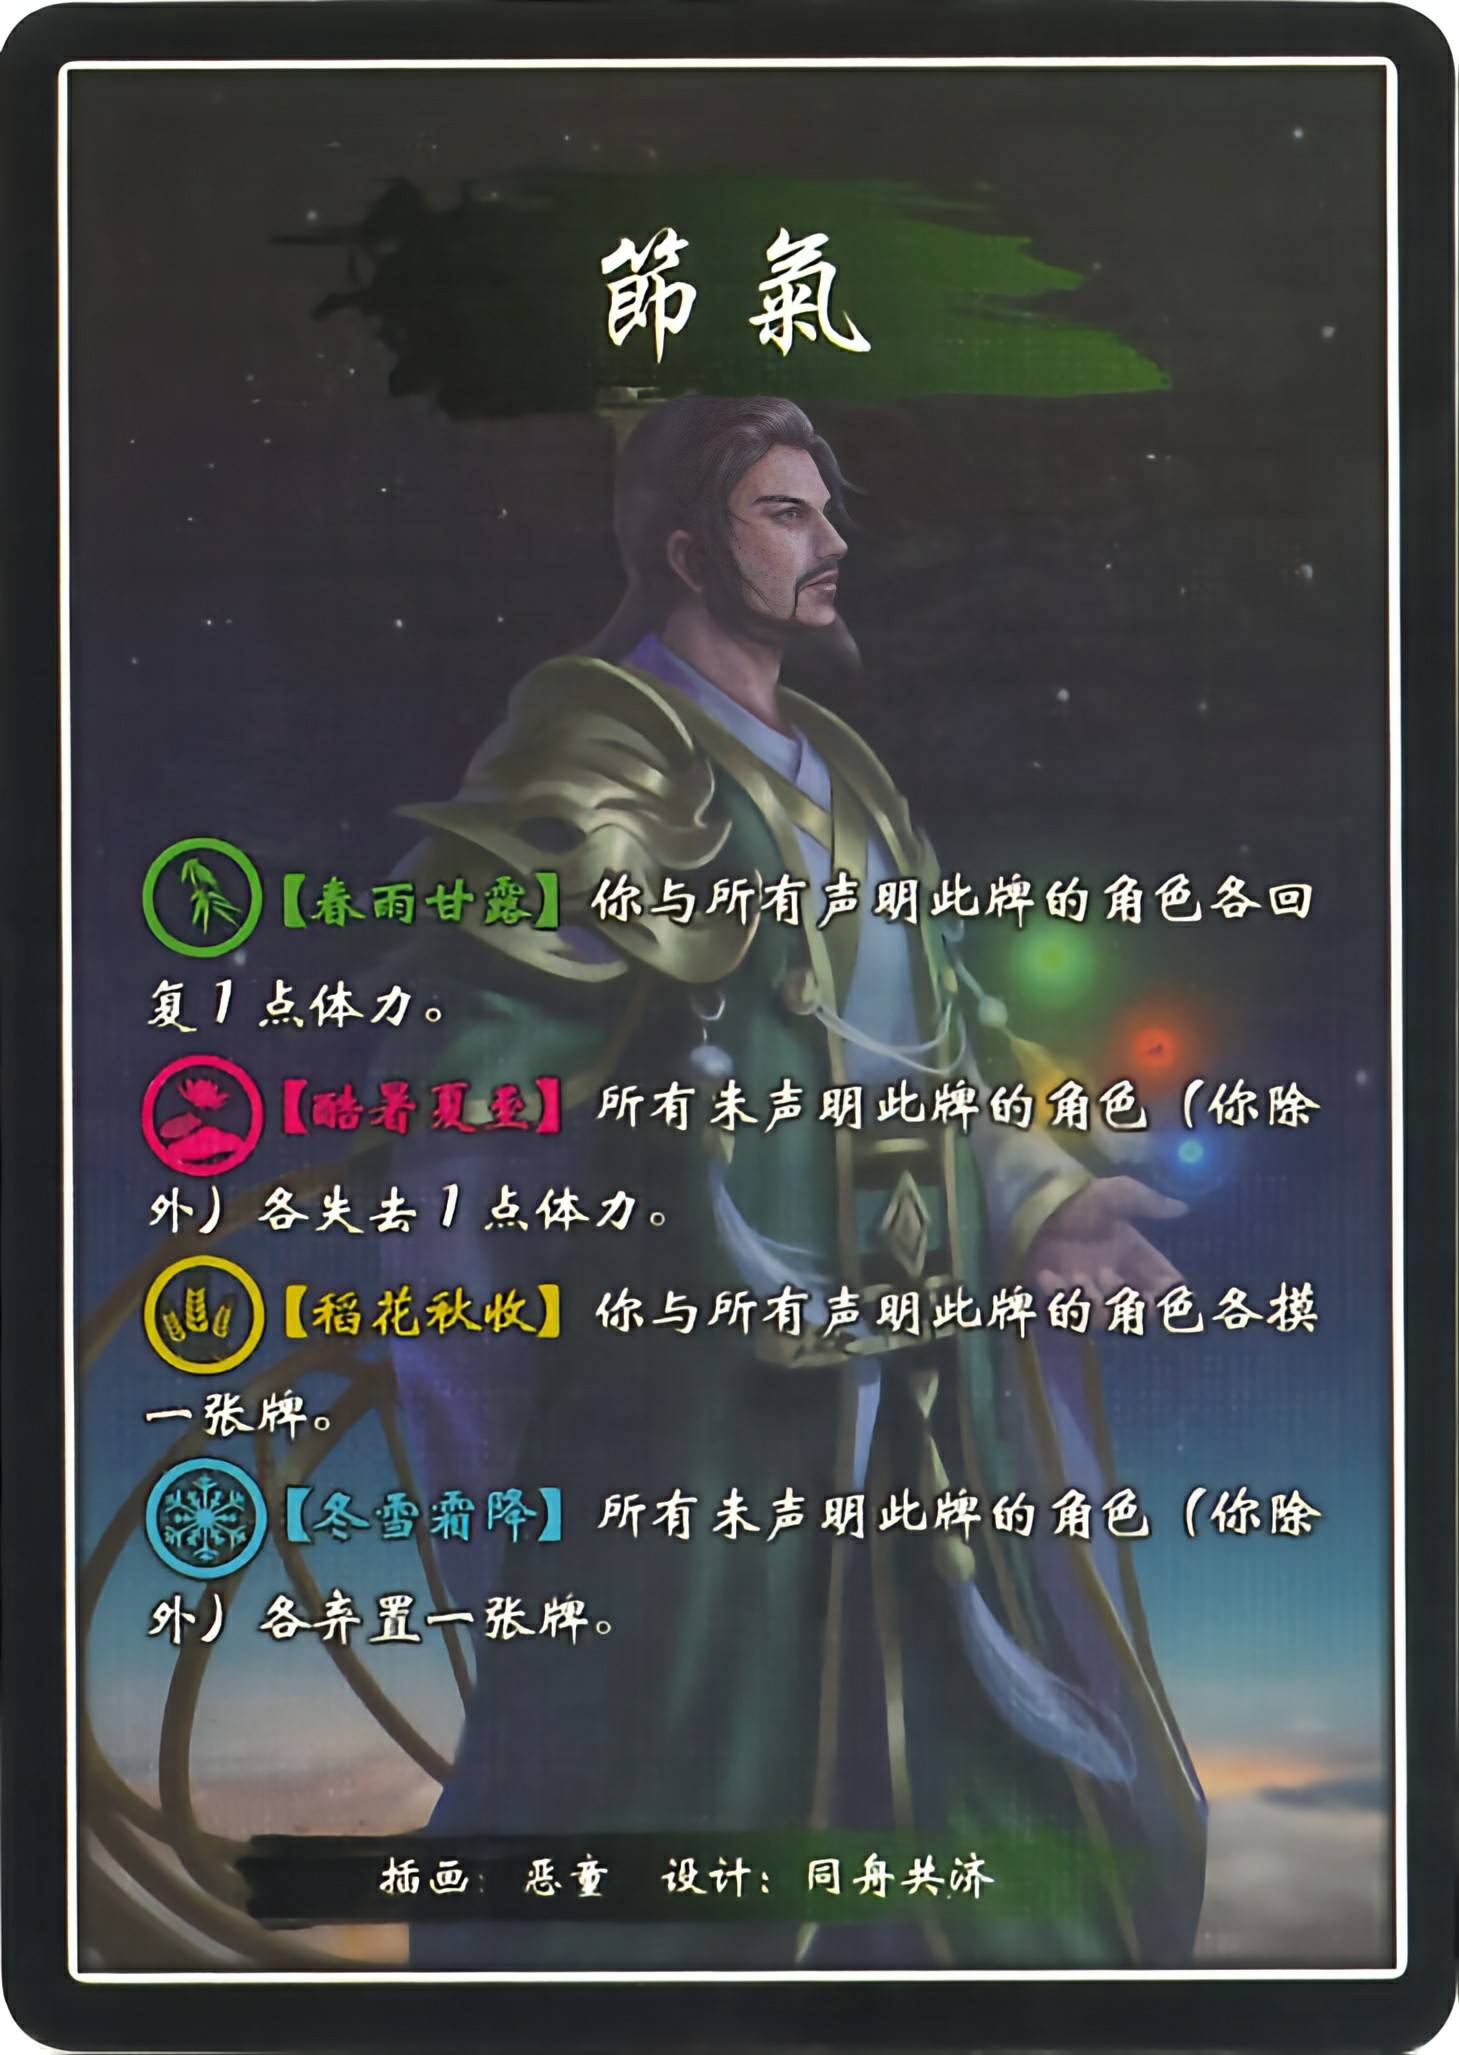 節氣
【春雨甘露】你与所有声明此牌的角色各回
复1点体力。
【酷暑夏至】所有未声明此牌的角色（你除
外）各失去1点体力。
【稻花秋收】你与所有声明此牌的角色各摸
一张牌。
【冬雪霜降】所有未声明此牌的角色（你除
外）各弃置一张牌。
插画：恶童 设计：同舟共济